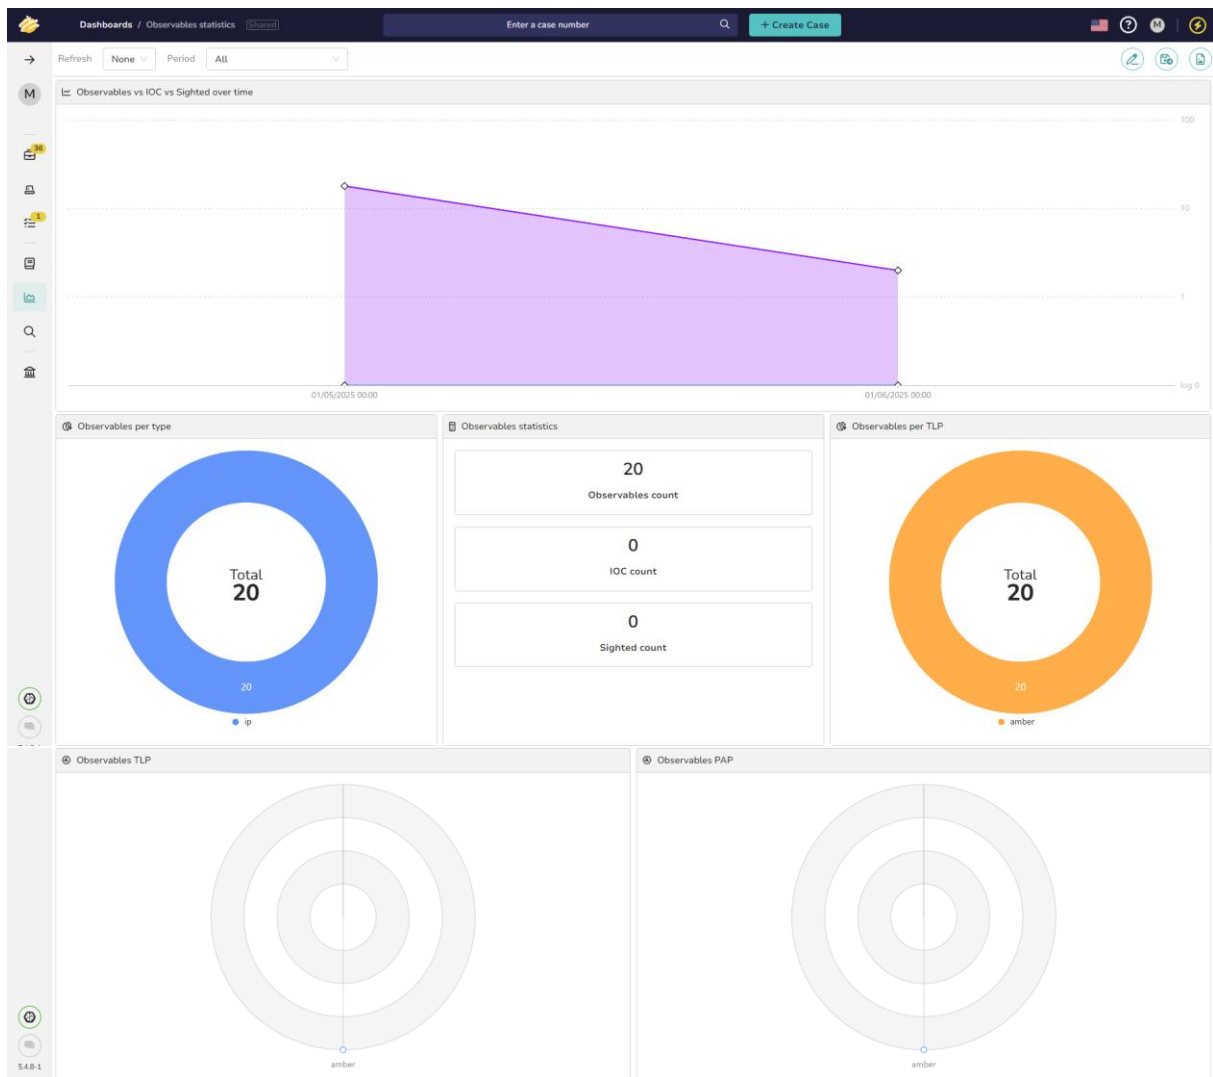 Dashboards / Observables statistics Shared
Enter a case number
+ Create Case
M
Refresh None Period All
M
Observables vs IOC vs Sighted over time
100
36
10
1
1
log 0
01/05/2025 00:00
01/06/2025 00:00
Observables per type
Total
20
20
ip
Observables statistics
20
Observables count
0
IOC count
0
Sighted count
Observables per TLP
Total
20
20
amber
Observables TLP
amber
Observables PAP
amber
5.4.8-1